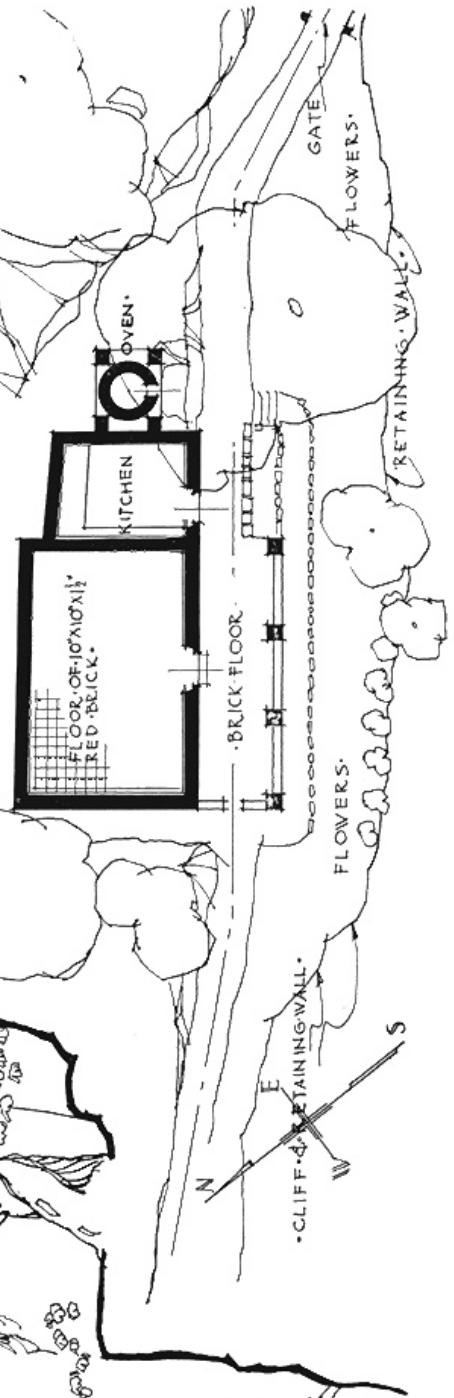 GATE
FLOWERS·
RETAINING·WALL·
OVEN·
KITCHEN
FLOOR·OF·10"X10"X1½"
RED·BRICK·
·BRICK·FLOOR·
FLOWERS·
·CLIFF·&·RETAINING·WALL·
N
E
S
W